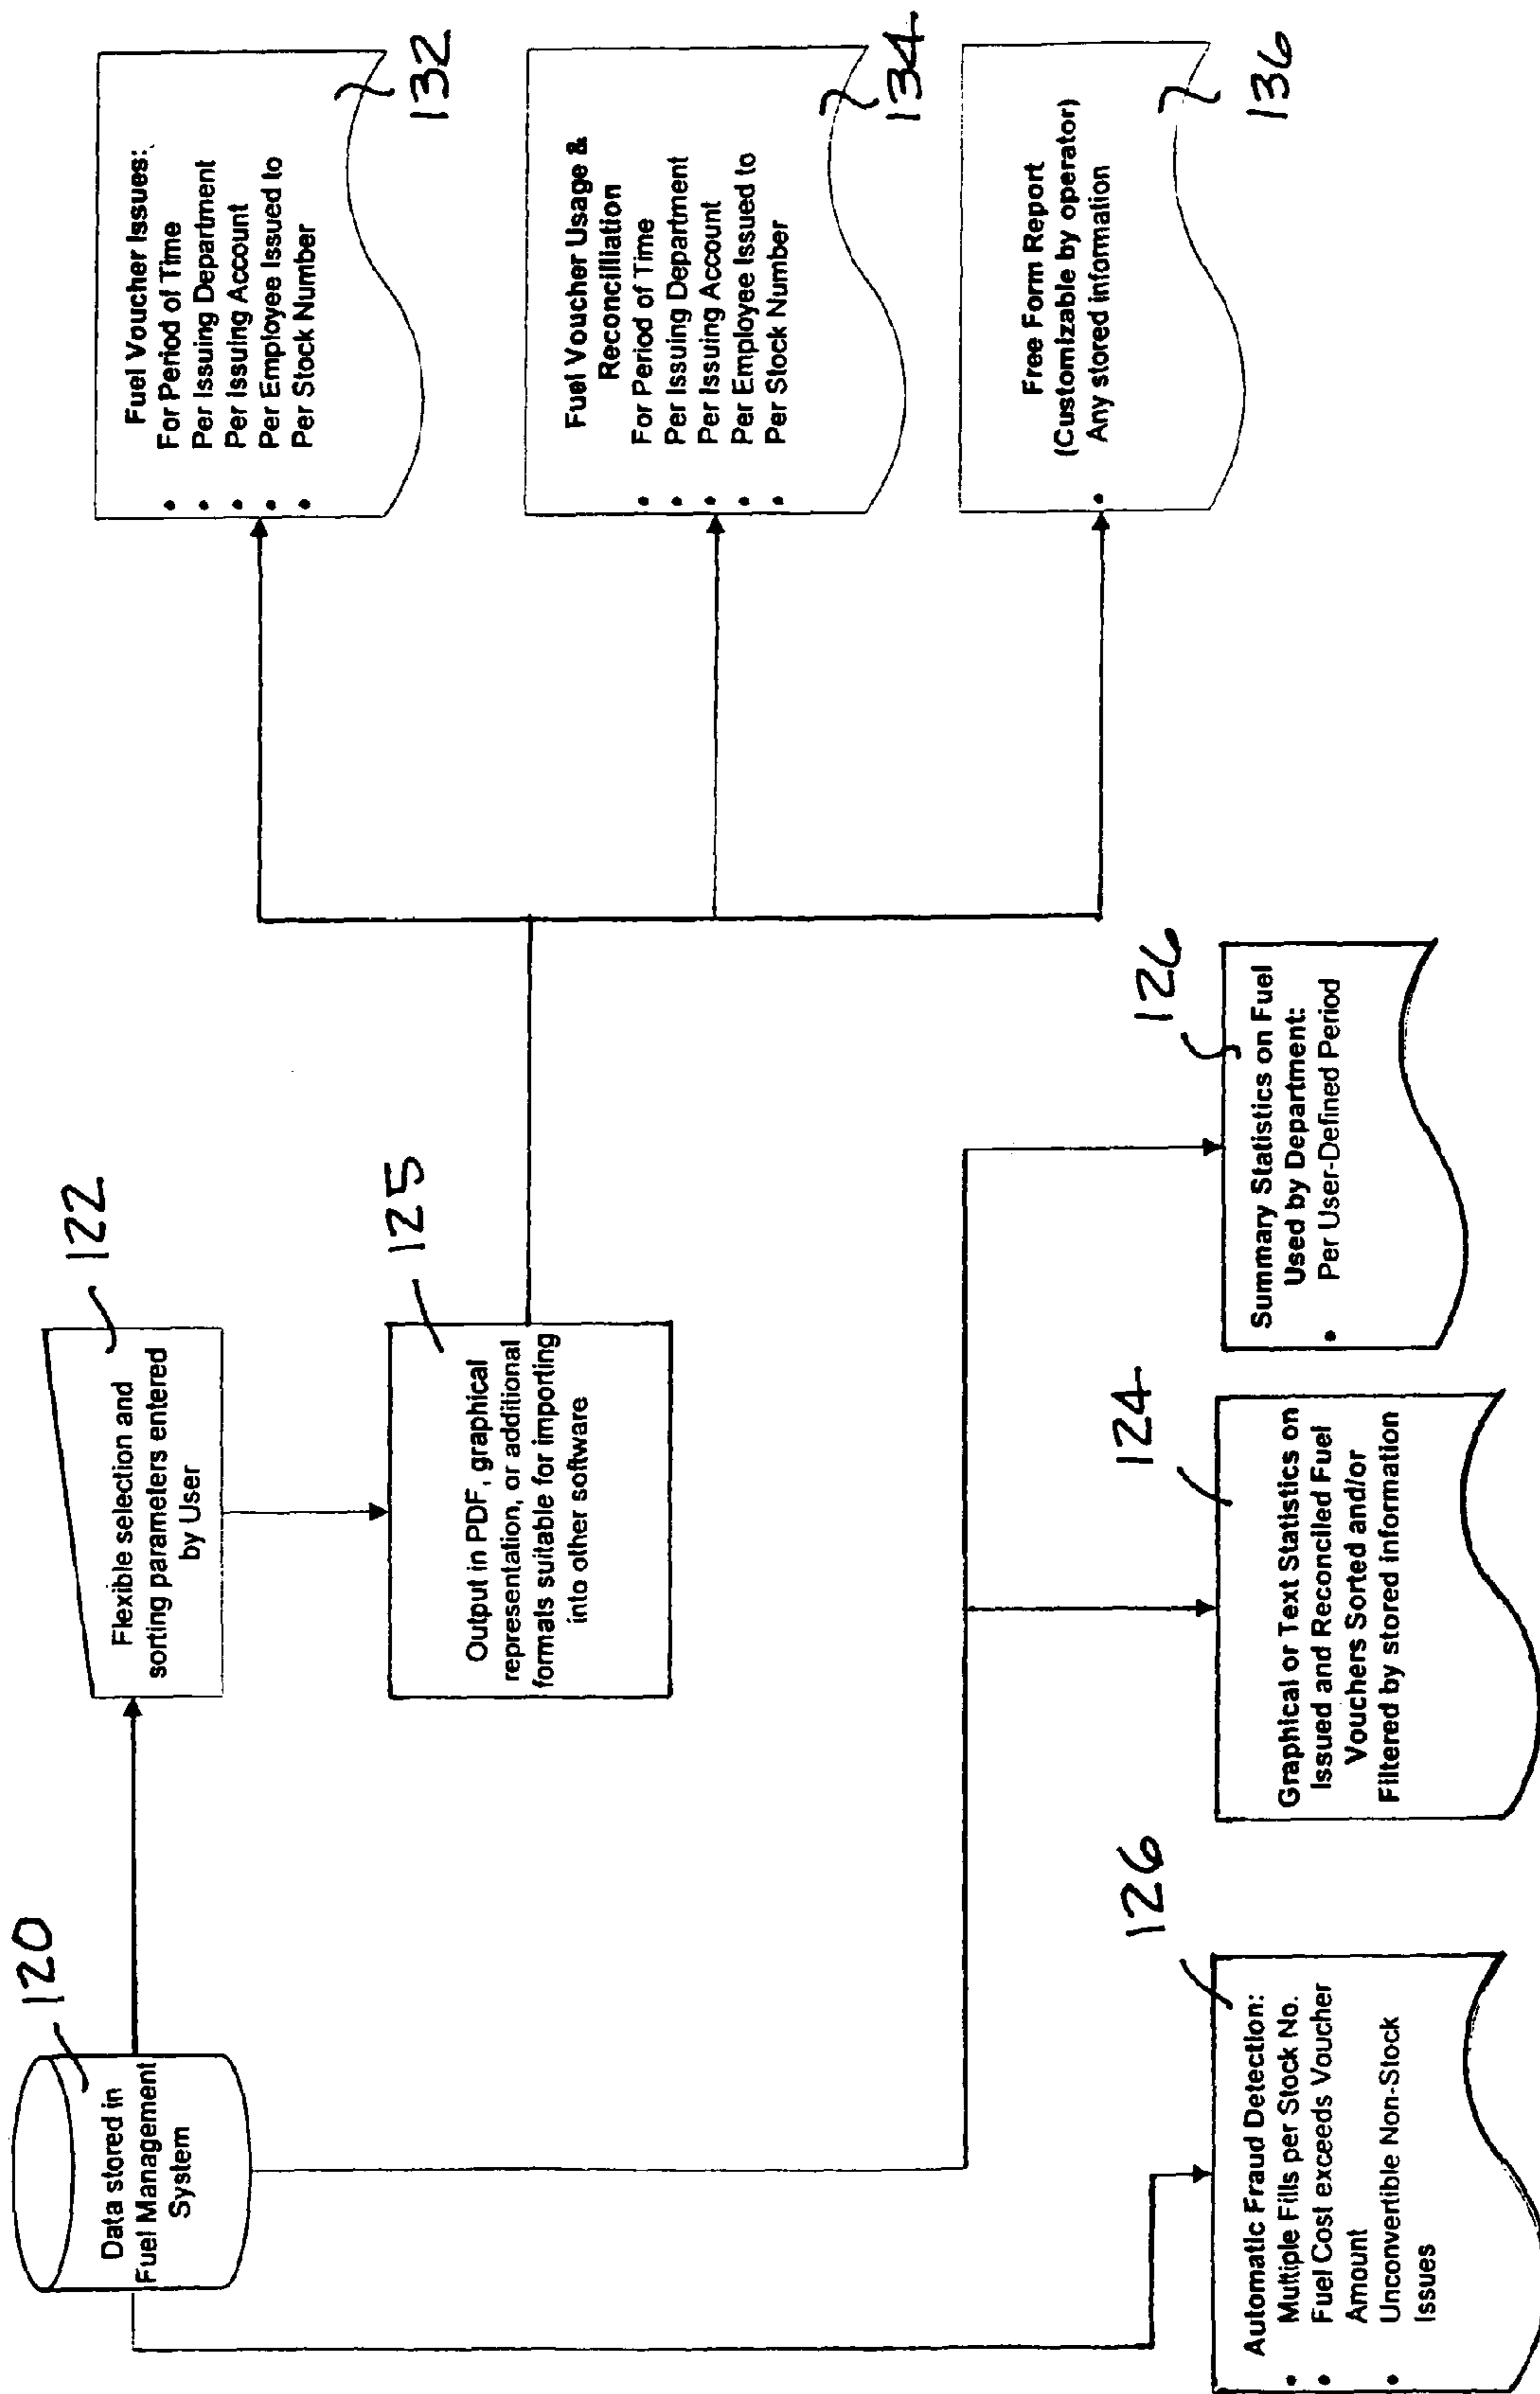 120
Data stored in
Fuel Management
System
122
Flexible selection and
sorting parameters entered
by User
125
Output in PDF, graphical
representation, or additional
formats suitable for importing
into other software
132
Fuel Voucher Issues:
• For Period of Time
• Per Issuing Department
• Per Issuing Account
• Per Employee Issued to
• Per Stock Number
134
Fuel Voucher Usage &
Reconcilliation
• For Period of Time
• Per Issuing Department
• Per Issuing Account
• Per Employee Issued to
• Per Stock Number
136
Free Form Report
(Customizable by operator)
• Any stored information
126
Automatic Fraud Detection:
• Multiple Fills per Stock No.
• Fuel Cost exceeds Voucher
Amount
• Unconvertible Non-Stock
Issues
124
Graphical or Text Statistics on
Issued and Reconciled Fuel
Vouchers Sorted and/or
Filtered by stored information
126
Summary Statistics on Fuel
Used by Department:
• Per User-Defined Period